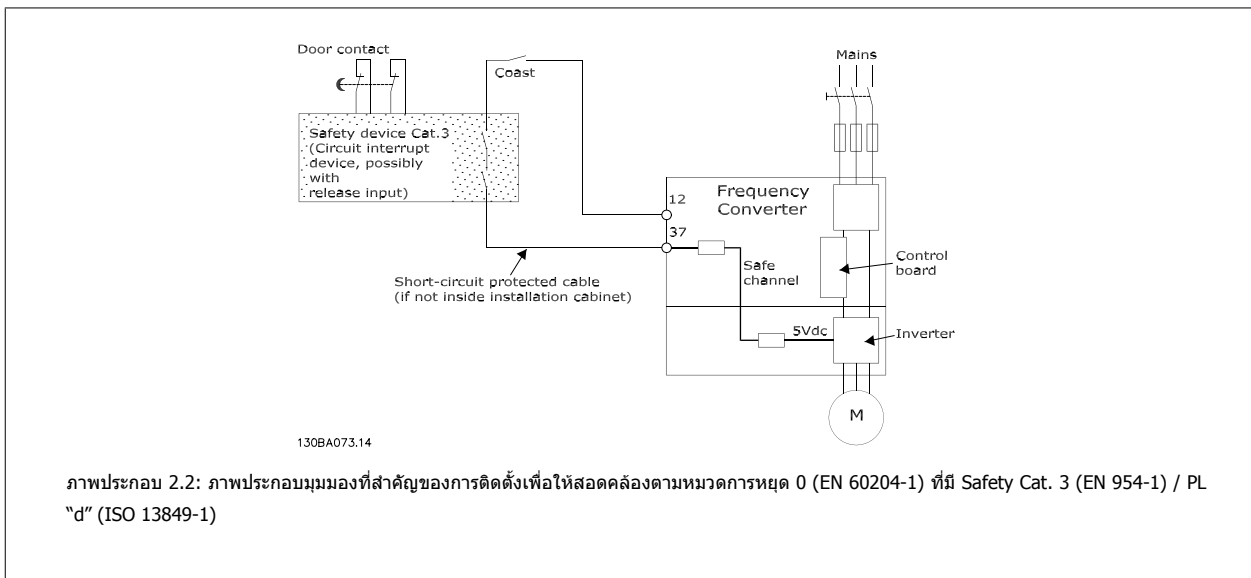 Door contact
Coast
Mains
Safety device Cat.3
(Circuit interrupt
device, possibly
with
release input)
12
Frequency
Converter
37
Control
board
Safe
channel
Short-circuit protected cable
(if not inside installation cabinet)
5Vdc
Inverter
M
130BA073.14
ภาพประกอบ 2.2: ภาพประกอบมุมมองที่สำคัญของการติดตั้งเพื่อให้สอดคล้องตามหมวดการหยุด 0 (EN 60204-1) ที่มี Safety Cat. 3 (EN 954-1) / PL
“d” (ISO 13849-1)